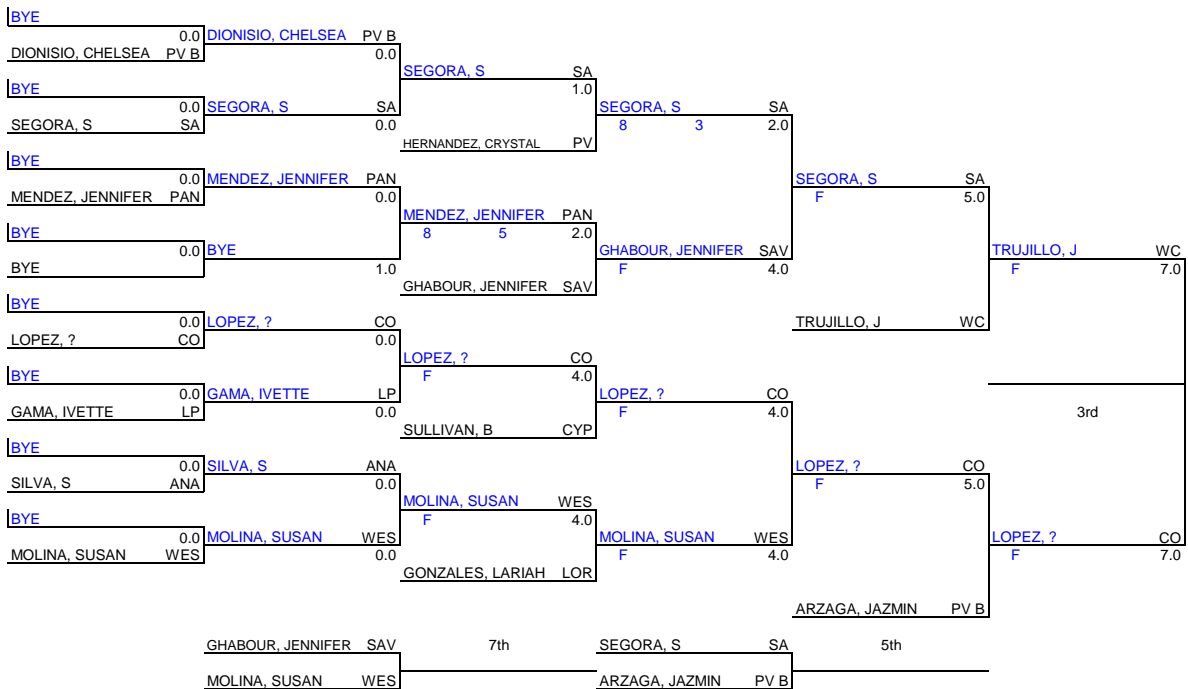 BYE
0.0 DIONISIO, CHELSEA PV B
DIONISIO, CHELSEA PV B 0.0
SEGORA, S SA
BYE 1.0
0.0 SEGORA, S SA SEGORA, S SA
SEGORA, S SA 0.0 8 3 2.0
HERNANDEZ, CRYSTAL PV
BYE
0.0 MENDEZ, JENNIFER PAN SEGORA, S SA
MENDEZ, JENNIFER PAN 0.0 F 5.0
MENDEZ, JENNIFER PAN
BYE 8 5 2.0
0.0 BYE GHABOUR, JENNIFER SAV TRUJILLO, J WC
BYE 1.0 F 4.0 F 7.0
GHABOUR, JENNIFER SAV
BYE
0.0 LOPEZ, ? CO TRUJILLO, J WC
LOPEZ, ? CO 0.0
LOPEZ, ? CO
BYE F 4.0
0.0 GAMA, IVETTE LP LOPEZ, ? CO
GAMA, IVETTE LP 0.0 F 4.0 3rd
SULLIVAN, B CYP
BYE
0.0 SILVA, S ANA LOPEZ, ? CO
SILVA, S ANA 0.0 F 5.0
MOLINA, SUSAN WES
BYE F 4.0
0.0 MOLINA, SUSAN WES MOLINA, SUSAN WES LOPEZ, ? CO
MOLINA, SUSAN WES 0.0 F 4.0 F 7.0
GONZALES, LARIAH LOR
ARZAGA, JAZMIN PV B
GHABOUR, JENNIFER SAV 7th SEGORA, S SA 5th
MOLINA, SUSAN WES ARZAGA, JAZMIN PV B